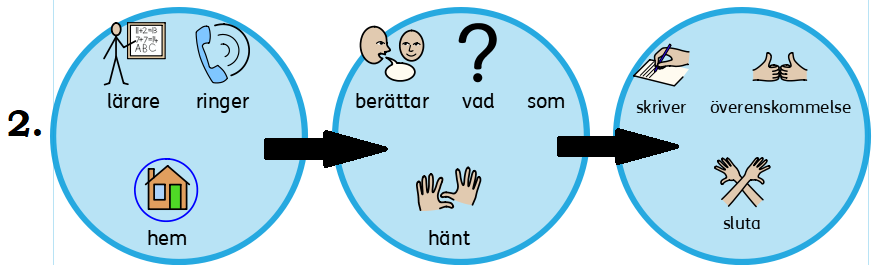 2.
lärare ringer
hem
berättar vad som
hänt
skriver överenskommelse
sluta